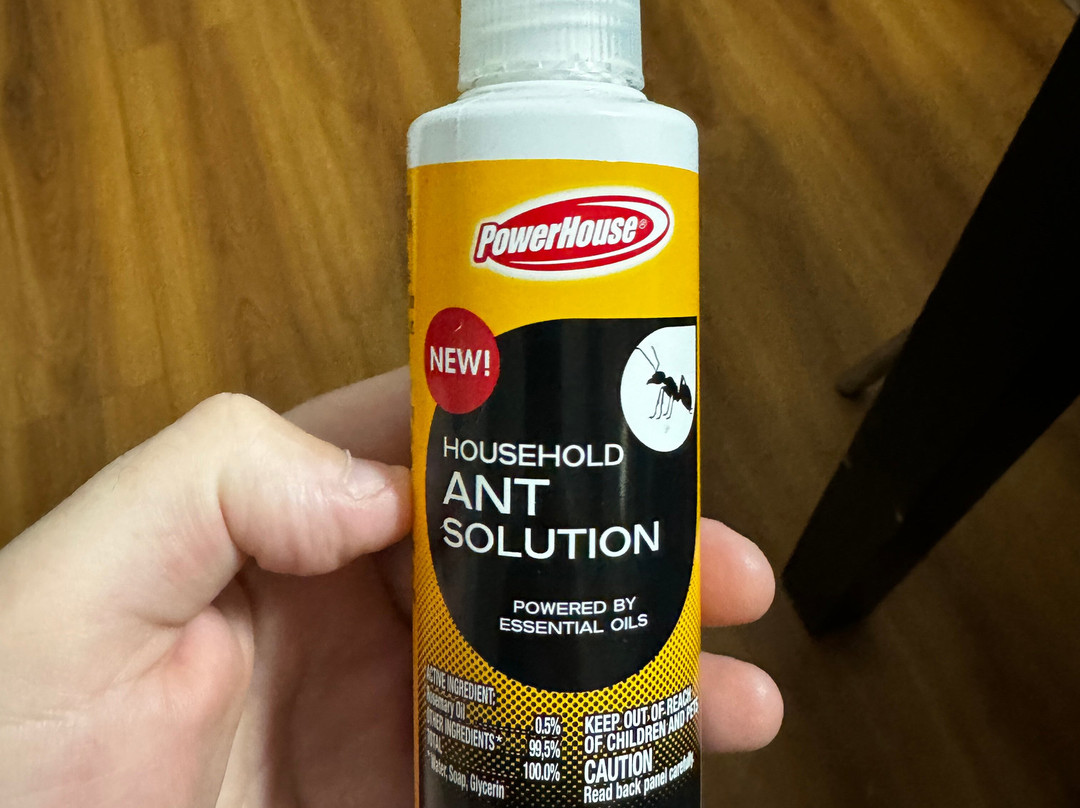 PowerHouse®
NEW!
HOUSEHOLD
ANT
SOLUTION
POWERED BY
ESSENTIAL OILS
ACTIVE INGREDIENT:
Rosemary Oil 0.5%
OTHER INGREDIENTS* 99.5%
TOTAL 100.0%
*Water, Soap, Glycerin
KEEP OUT OF REACH
OF CHILDREN AND PETS
CAUTION
Read back panel carefully.